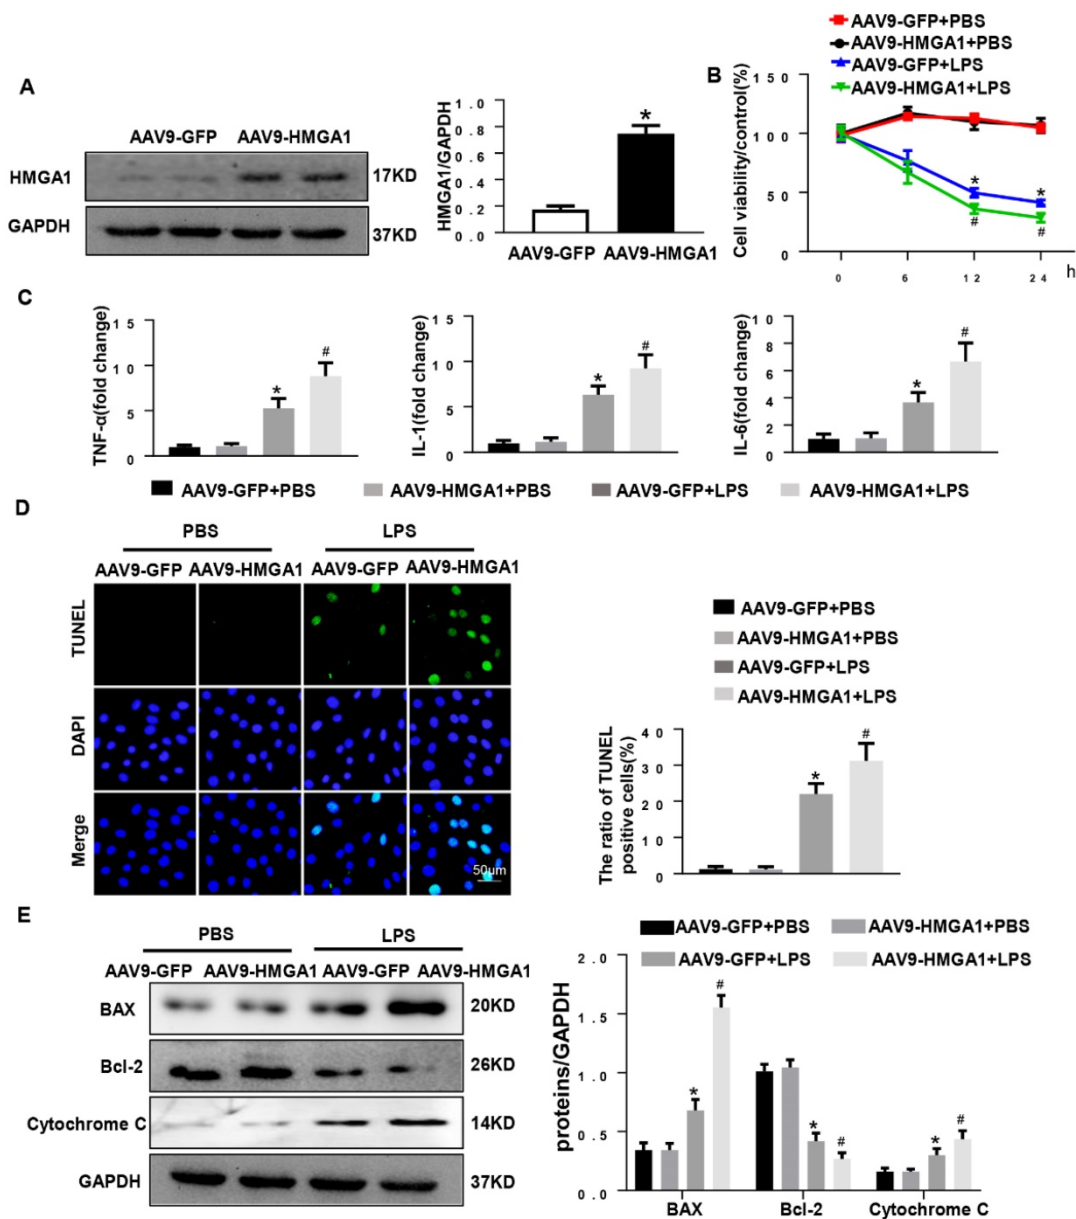 A
AAV9-GFP AAV9-HMGA1
HMGA1
17KD
GAPDH
37KD
HMGA1/GAPDH
1.0
0.8
0.6
0.4
0.2
0.0
*
AAV9-GFP AAV9-HMGA1
AAV9-GFP+PBS
AAV9-HMGA1+PBS
AAV9-GFP+LPS
AAV9-HMGA1+LPS
B
Cell viability/control(%)
150
100
50
0
* *
# #
0 6 12 24 h
C
TNF-α(fold change)
15
10
5
0
*
#
IL-1(fold change)
15
10
5
0
*
#
IL-6(fold change)
10
8
6
4
2
0
*
#
AAV9-GFP+PBS AAV9-HMGA1+PBS AAV9-GFP+LPS AAV9-HMGA1+LPS
D
PBS LPS
AAV9-GFP AAV9-HMGA1 AAV9-GFP AAV9-HMGA1
TUNEL
DAPI
Merge
50um
AAV9-GFP+PBS
AAV9-HMGA1+PBS
AAV9-GFP+LPS
AAV9-HMGA1+LPS
The ratio of TUNEL
positive cells(%)
40
30
20
10
0
*
#
E
PBS LPS
AAV9-GFP AAV9-HMGA1 AAV9-GFP AAV9-HMGA1
BAX
20KD
Bcl-2
26KD
Cytochrome C
14KD
GAPDH
37KD
AAV9-GFP+PBS AAV9-HMGA1+PBS
AAV9-GFP+LPS AAV9-HMGA1+LPS
proteins/GAPDH
2.0
1.5
1.0
0.5
0.0
* #
* #
* #
BAX Bcl-2 Cytochrome C